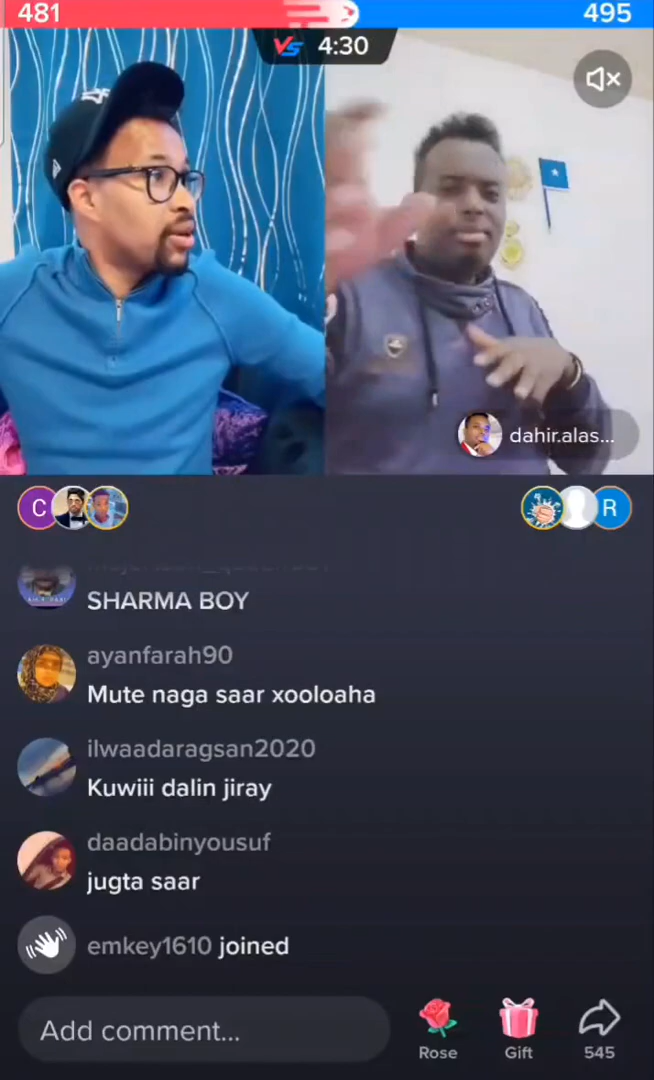 481
495
VS 4:30
dahir.alas...
C
R
SHARMA BOY
ayanfarah90
Mute naga saar xooloaha
ilwaadaragsan2020
Kuwiii dalin jiray
daadabinyousuf
jugta saar
emkey1610 joined
Add comment...
Rose
Gift
545